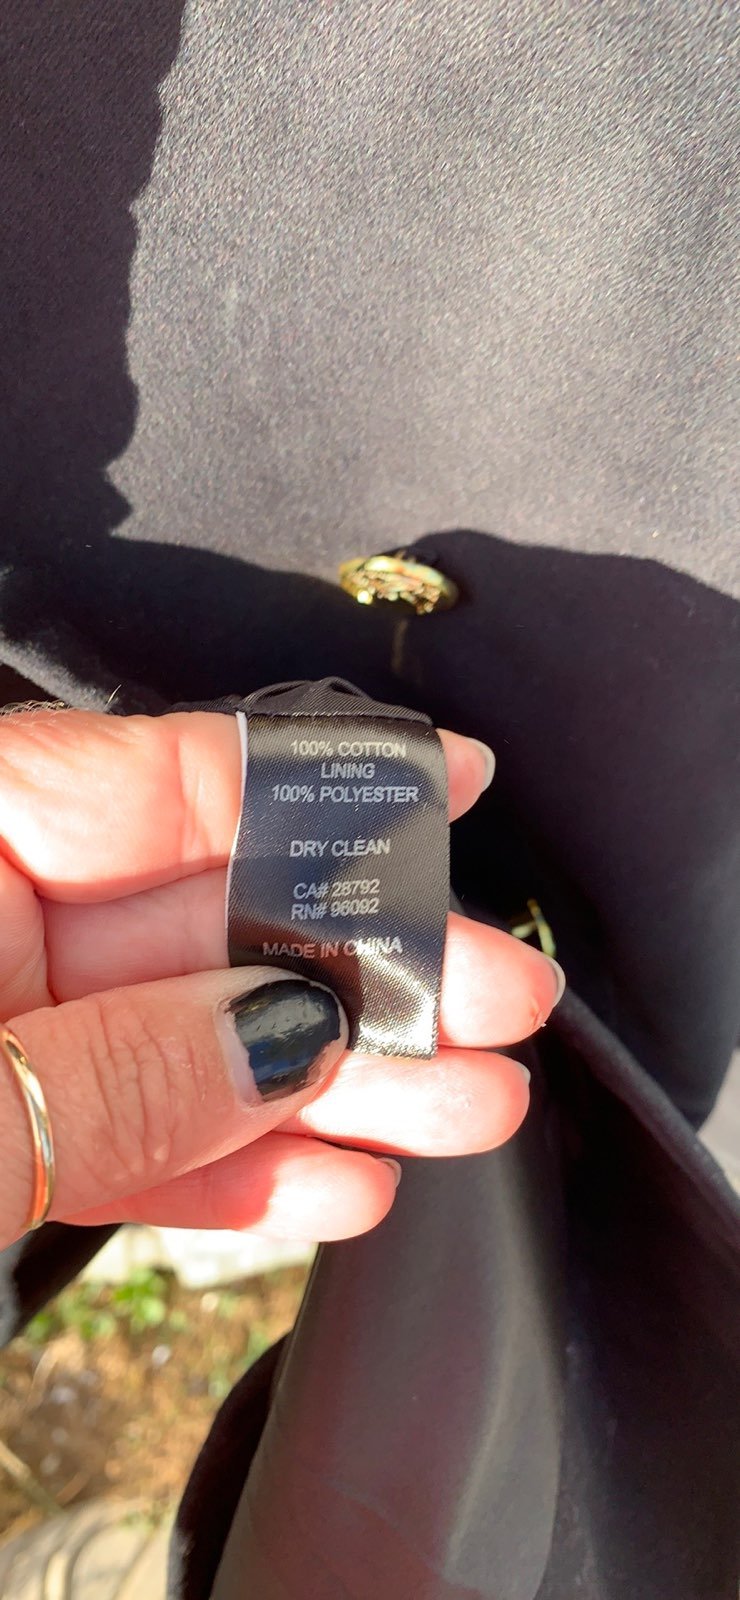 100% COTTON
LINING
100% POLYESTER
DRY CLEAN
CA# 28792
RN# 96092
MADE IN CHINA